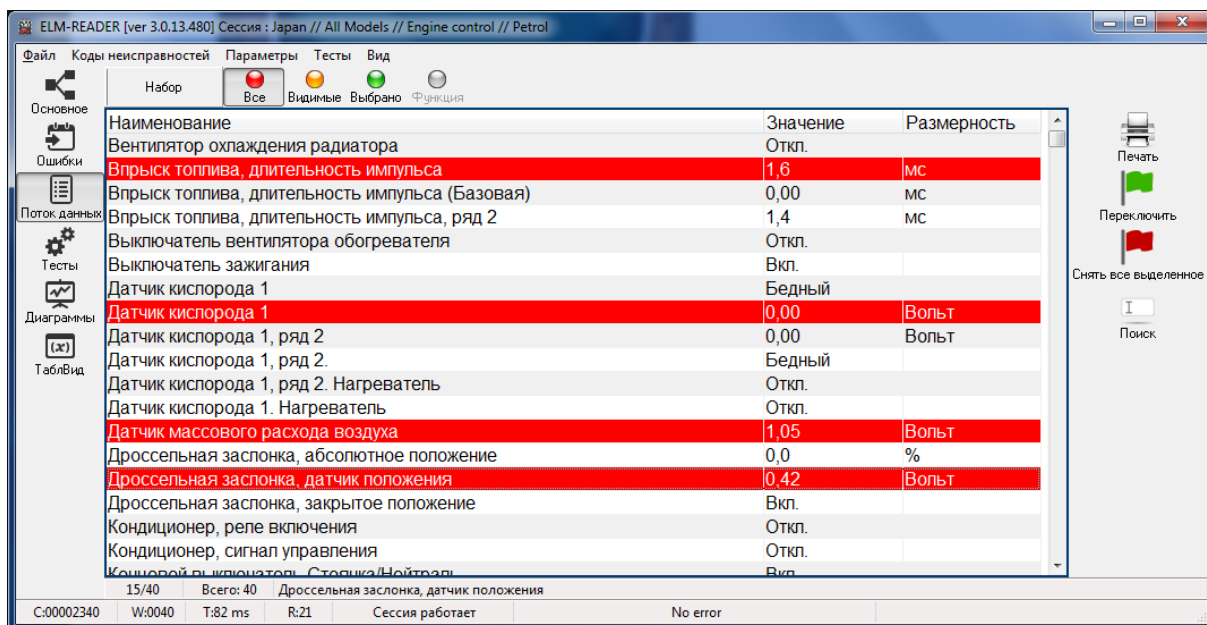 ELM-READER [ver 3.0.13.480] Сессия : Japan // All Models // Engine control // Petrol
Файл Коды неисправностей Параметры Тесты Вид
Набор Все Видимые Выбрано Функция
Основное
Ошибки
Поток данных
Тесты
Диаграммы
(x)
ТаблВид
Наименование Значение Размерность
Вентилятор охлаждения радиатора Откл.
Впрыск топлива, длительность импульса 1,6 мс
Впрыск топлива, длительность импульса (Базовая) 0,00 мс
Впрыск топлива, длительность импульса, ряд 2 1,4 мс
Выключатель вентилятора обогревателя Откл.
Выключатель зажигания Вкл.
Датчик кислорода 1 Бедный
Датчик кислорода 1 0,00 Вольт
Датчик кислорода 1, ряд 2 0,00 Вольт
Датчик кислорода 1, ряд 2. Бедный
Датчик кислорода 1, ряд 2. Нагреватель Откл.
Датчик кислорода 1. Нагреватель Откл.
Датчик массового расхода воздуха 1,05 Вольт
Дроссельная заслонка, абсолютное положение 0,0 %
Дроссельная заслонка, датчик положения 0,42 Вольт
Дроссельная заслонка, закрытое положение Вкл.
Кондиционер, реле включения Откл.
Кондиционер, сигнал управления Откл.
Концевой выключатель Стоянка/Нейтраль Вкл.
Печать
Переключить
Снять все выделенное
Поиск
15/40 Всего: 40 Дроссельная заслонка, датчик положения
C:00002340 W:0040 T:82 ms R:21 Сессия работает No error